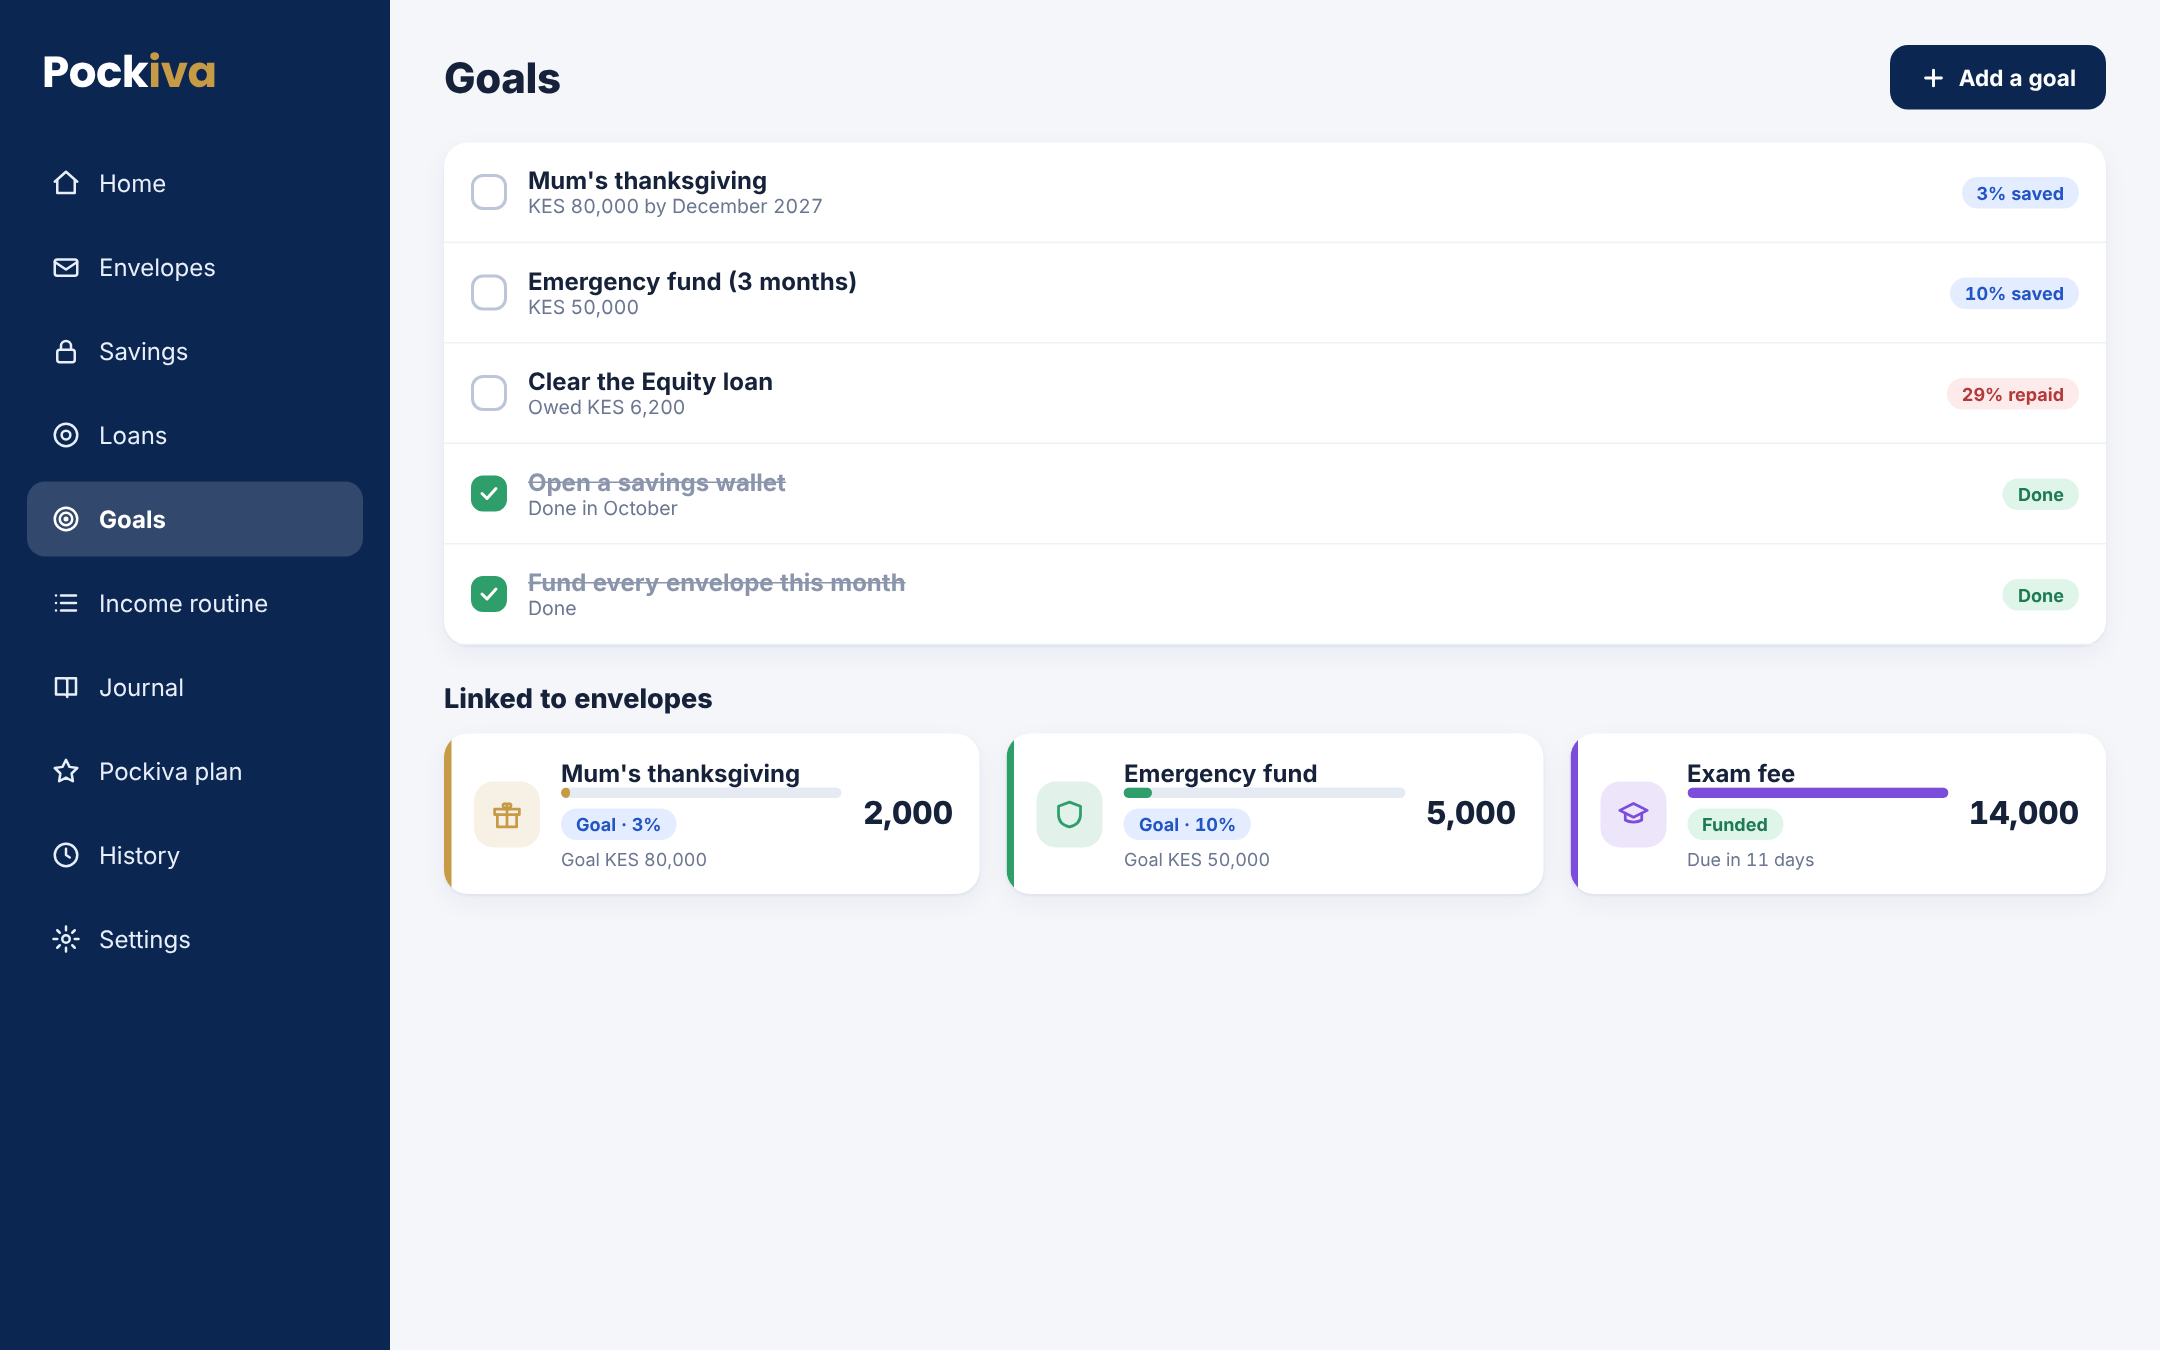 Pockiva
Home
Envelopes
Savings
Loans
Goals
Income routine
Journal
Pockiva plan
History
Settings
Goals
Add a goal
Mum's thanksgiving
KES 80,000 by December 2027
3% saved
Emergency fund (3 months)
KES 50,000
10% saved
Clear the Equity loan
Owed KES 6,200
29% repaid
Open a savings wallet
Done in October
Done
Fund every envelope this month
Done
Done
Linked to envelopes
Mum's thanksgiving
Goal · 3%
Goal KES 80,000
2,000
Emergency fund
Goal · 10%
Goal KES 50,000
5,000
Exam fee
Funded
Due in 11 days
14,000